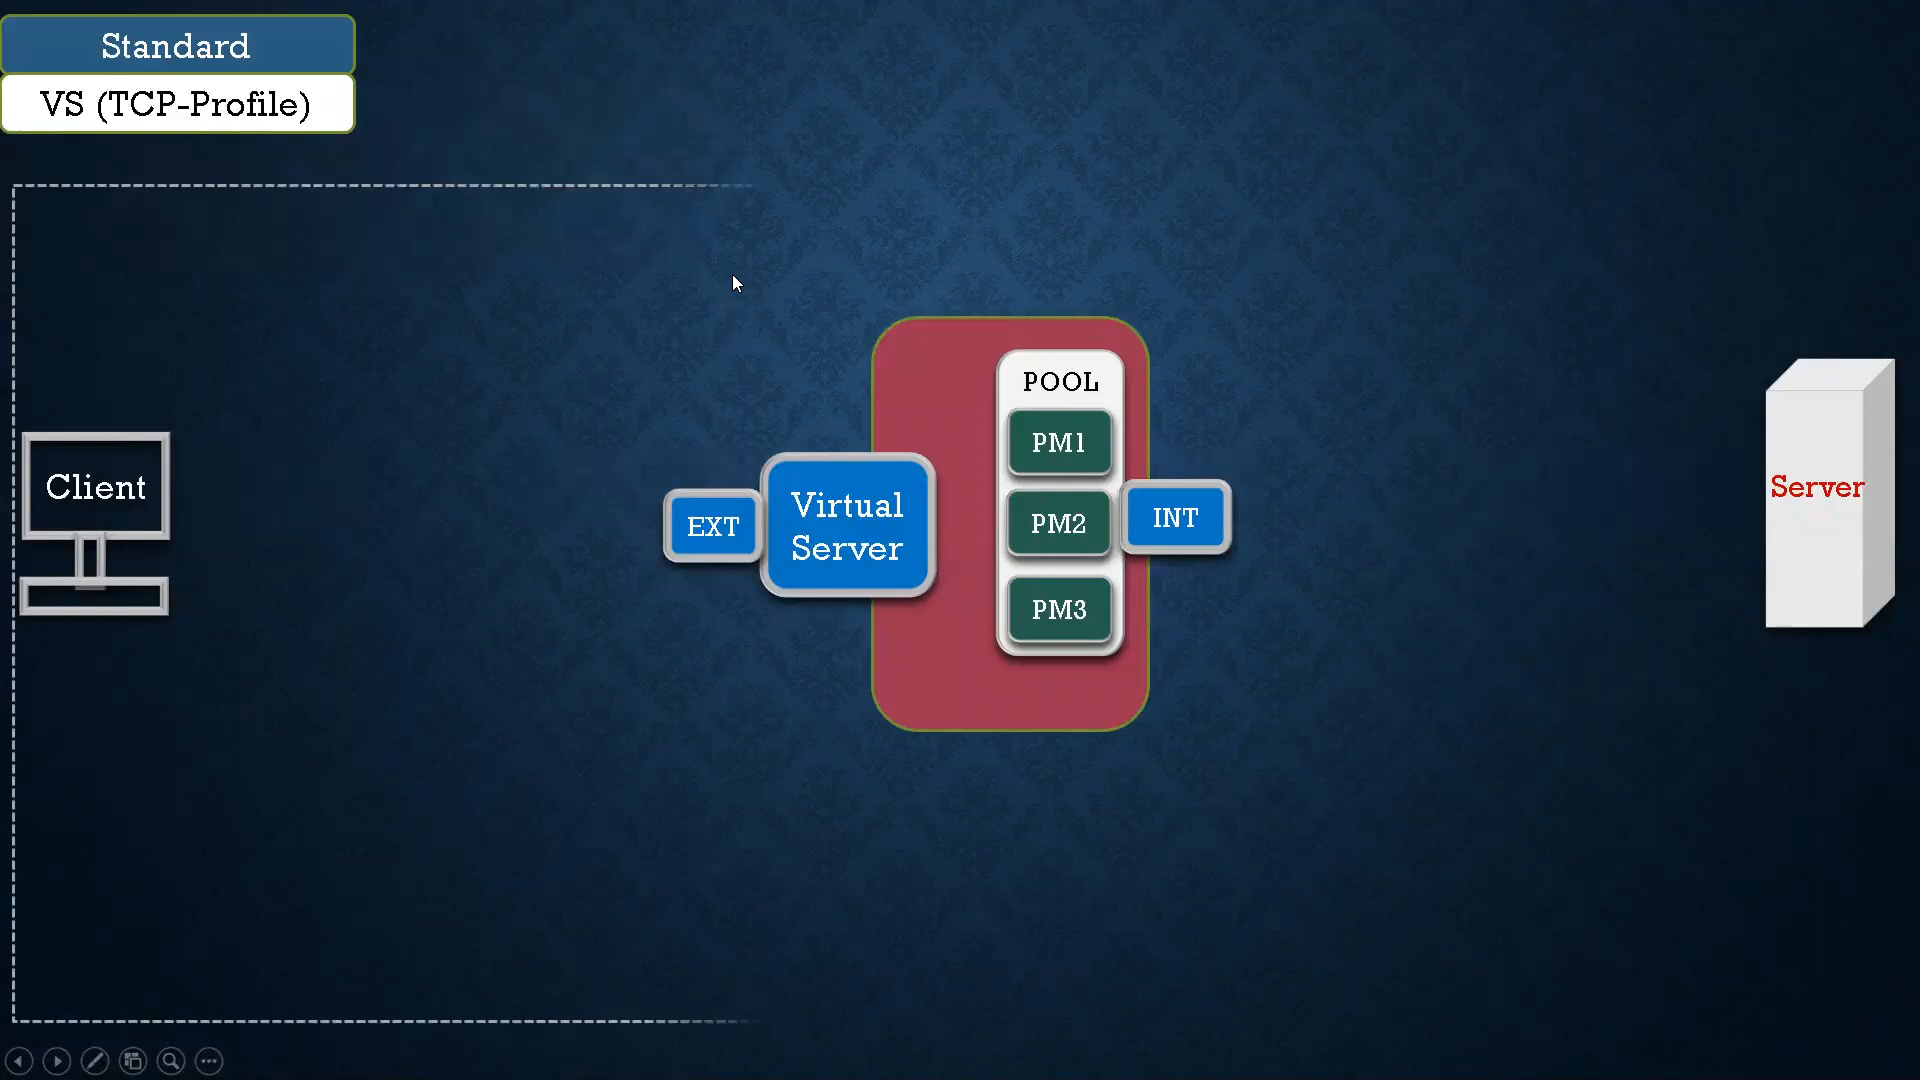 Standard
VS (TCP-Profile)
Client
EXT
Virtual
Server
POOL
PM1
PM2
PM3
INT
Server